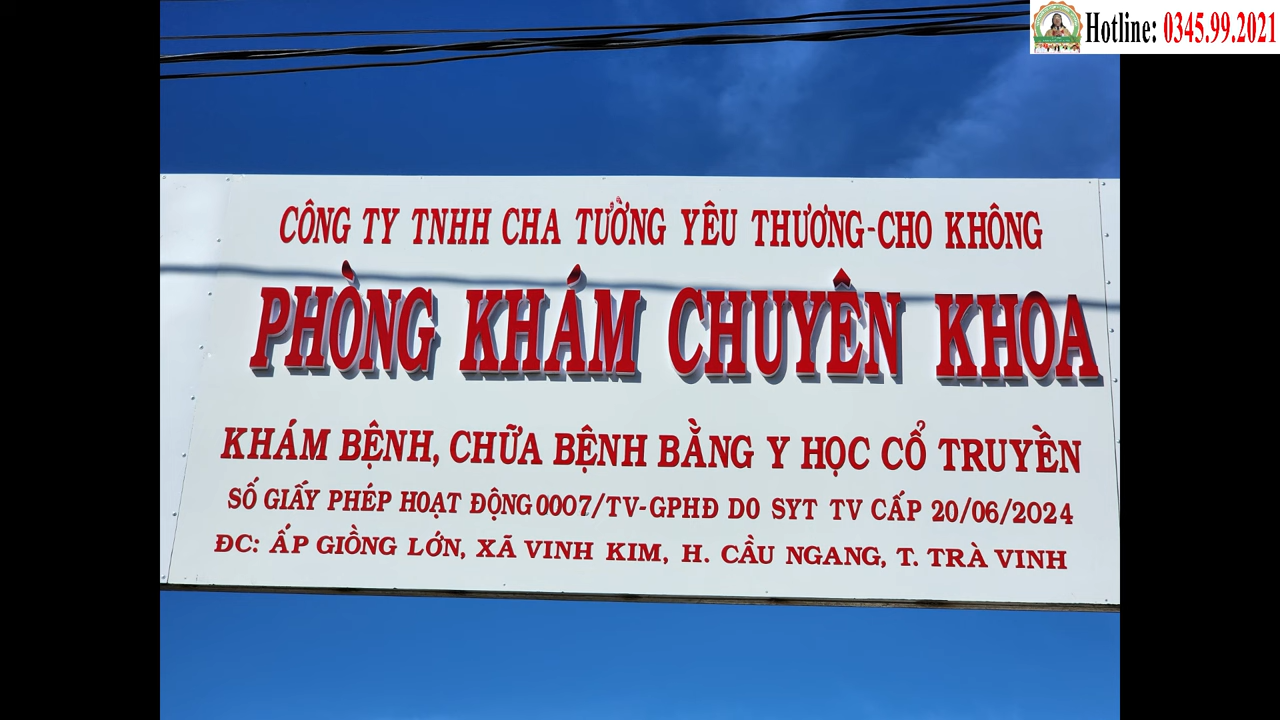 Hotline: 0345.99.2021
CÔNG TY TNHH CHA TƯỞNG YÊU THƯƠNG-CHO KHÔNG
PHÒNG KHÁM CHUYÊN KHOA
KHÁM BỆNH, CHỮA BỆNH BẰNG Y HỌC CỔ TRUYỀN
SỐ GIẤY PHÉP HOẠT ĐỘNG 0007/TV-GPHĐ DO SYT TV CẤP 20/06/2024
ĐC: ẤP GIỒNG LỚN, XÃ VINH KIM, H. CẦU NGANG, T. TRÀ VINH